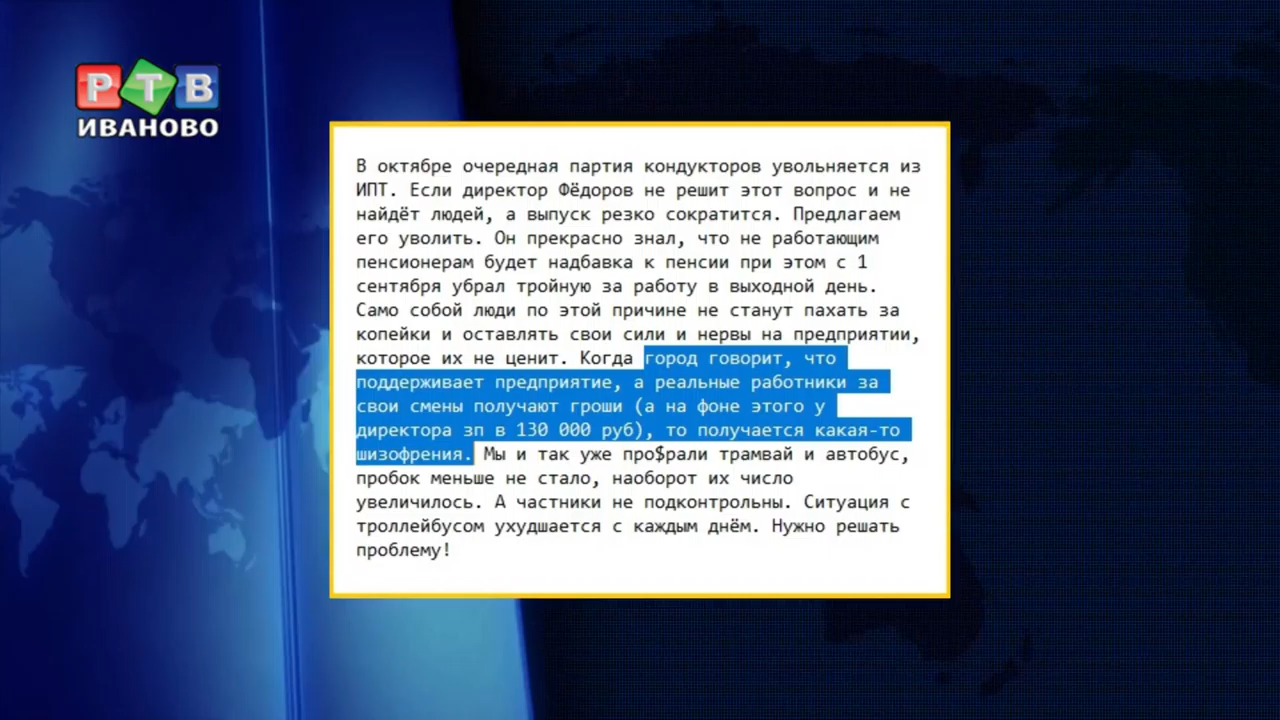 РТВ
ИВАНОВО
В октябре очередная партия кондукторов увольняется из
ИПТ. Если директор Фёдоров не решит этот вопрос и не
найдёт людей, а выпуск резко сократится. Предлагаем
его уволить. Он прекрасно знал, что не работающим
пенсионерам будет надбавка к пенсии при этом с 1
сентября убрал тройную за работу в выходной день.
Само собой люди по этой причине не станут пахать за
копейки и оставлять свои сили и нервы на предприятии,
которое их не ценит. Когда город говорит, что
поддерживает предприятие, а реальные работники за
свои смены получают гроши (а на фоне этого у
директора зп в 130 000 руб), то получается какая-то
шизофрения. Мы и так уже про$рали трамвай и автобус,
пробок меньше не стало, наоборот их число
увеличилось. А частники не подконтрольны. Ситуация с
троллейбусом ухудшается с каждым днём. Нужно решать
проблему!